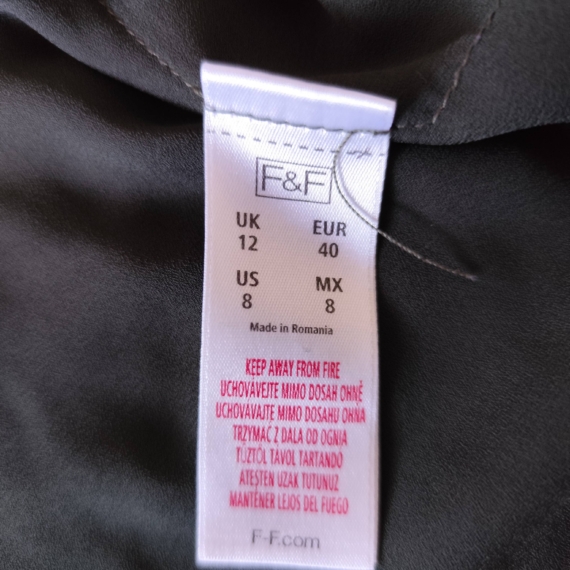 F&F
UK EUR
12 40
US MX
8 8
Made in Romania
KEEP AWAY FROM FIRE
UCHOVÁVEJTE MIMO DOSAH OHNĚ
UCHOVÁVAJTE MIMO DOSAHU OHŇA
TRZYMAĆ Z DALA OD OGNIA
TŰZTŐL TÁVOL TARTANDÓ
ATEŞTEN UZAK TUTUNUZ
MANTÉNER LEJOS DEL FUEGO
F-F.com